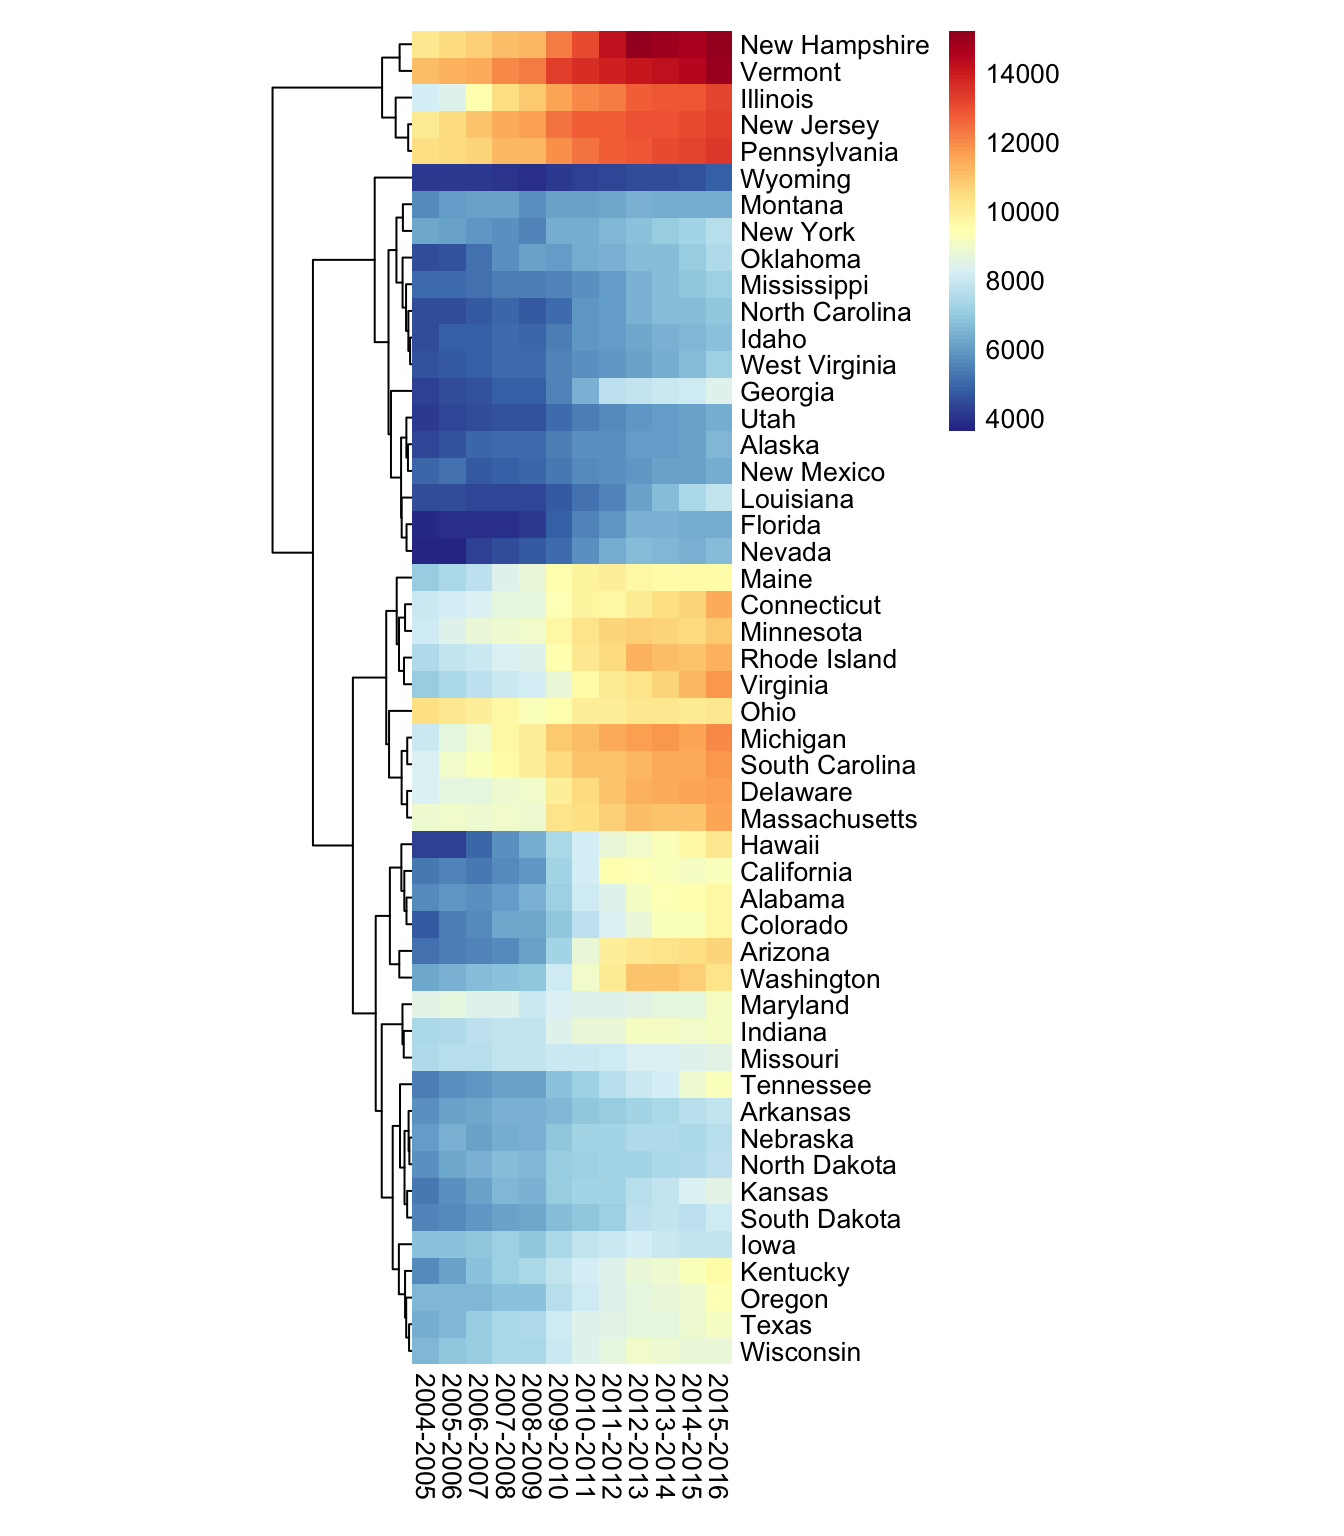 New Hampshire
Vermont
Illinois
New Jersey
Pennsylvania
Wyoming
Montana
New York
Oklahoma
Mississippi
North Carolina
Idaho
West Virginia
Georgia
Utah
Alaska
New Mexico
Louisiana
Florida
Nevada
Maine
Connecticut
Minnesota
Rhode Island
Virginia
Ohio
Michigan
South Carolina
Delaware
Massachusetts
Hawaii
California
Alabama
Colorado
Arizona
Washington
Maryland
Indiana
Missouri
Tennessee
Arkansas
Nebraska
North Dakota
Kansas
South Dakota
Iowa
Kentucky
Oregon
Texas
Wisconsin
14000
12000
10000
8000
6000
4000
2004-2005
2005-2006
2006-2007
2007-2008
2008-2009
2009-2010
2010-2011
2011-2012
2012-2013
2013-2014
2014-2015
2015-2016